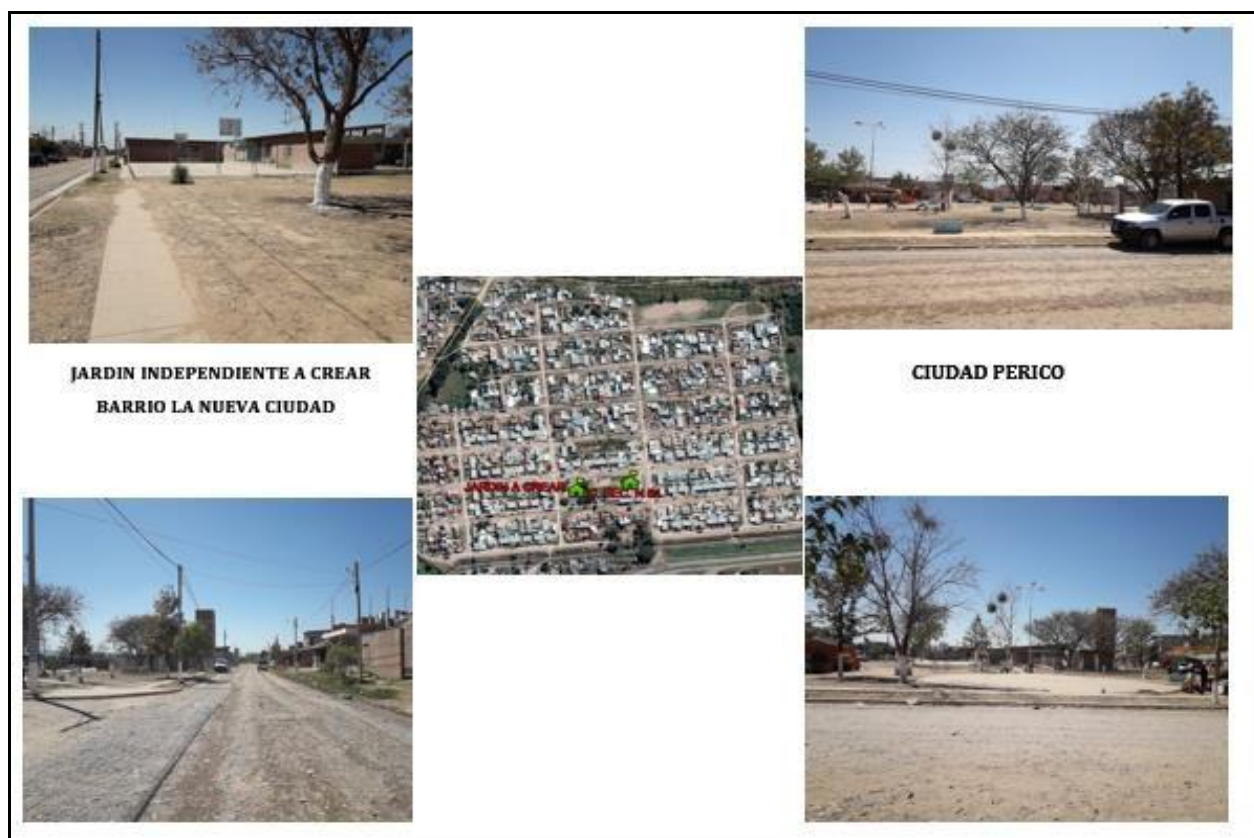 JARDIN INDEPENDIENTE A CREAR
BARRIO LA NUEVA CIUDAD
CIUDAD PERICO
JARDIN A CREAR